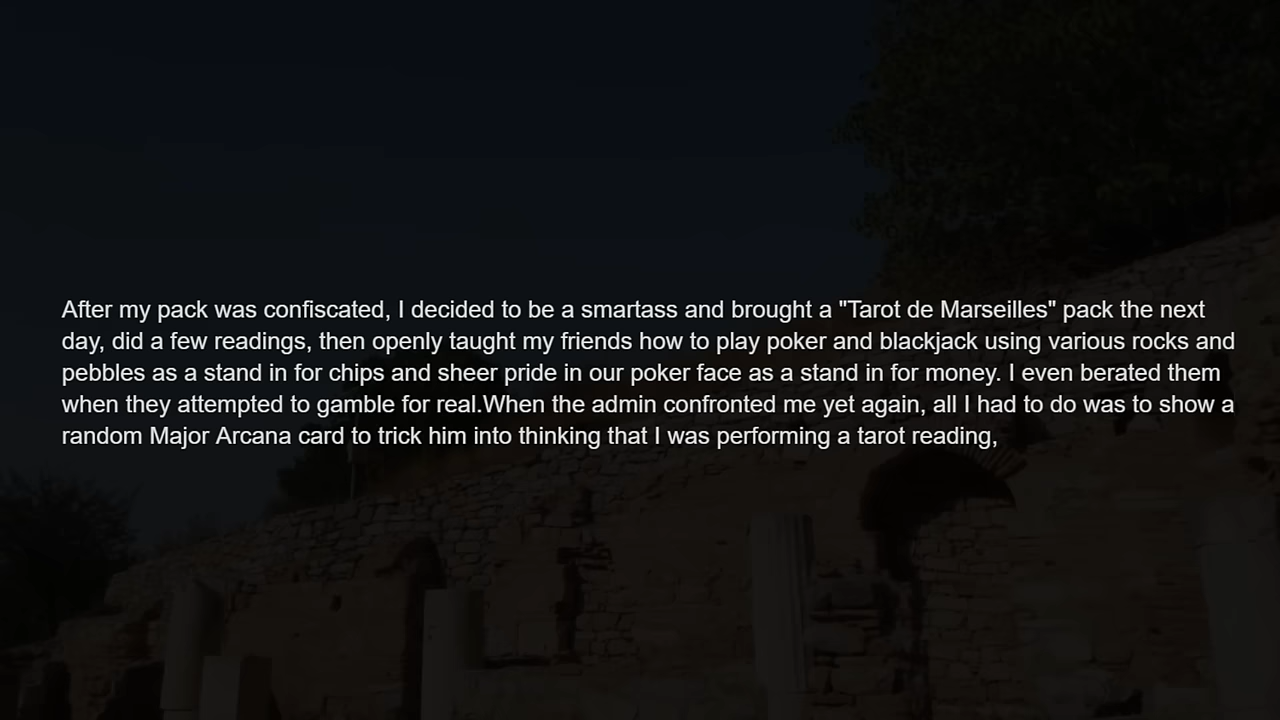 After my pack was confiscated, I decided to be a smartass and brought a "Tarot de Marseilles" pack the next
day, did a few readings, then openly taught my friends how to play poker and blackjack using various rocks and
pebbles as a stand in for chips and sheer pride in our poker face as a stand in for money. I even berated them
when they attempted to gamble for real.When the admin confronted me yet again, all I had to do was to show a
random Major Arcana card to trick him into thinking that I was performing a tarot reading,